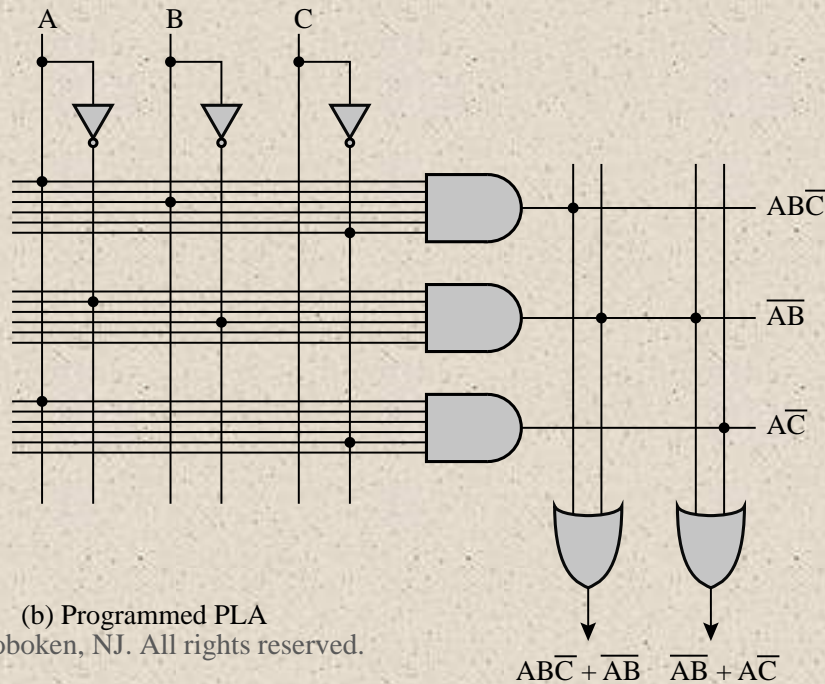 A B C
ABC̅
A̅B̅
AC̅
(b) Programmed PLA
oboken, NJ. All rights reserved.
ABC̅ + A̅B̅ A̅B̅ + AC̅